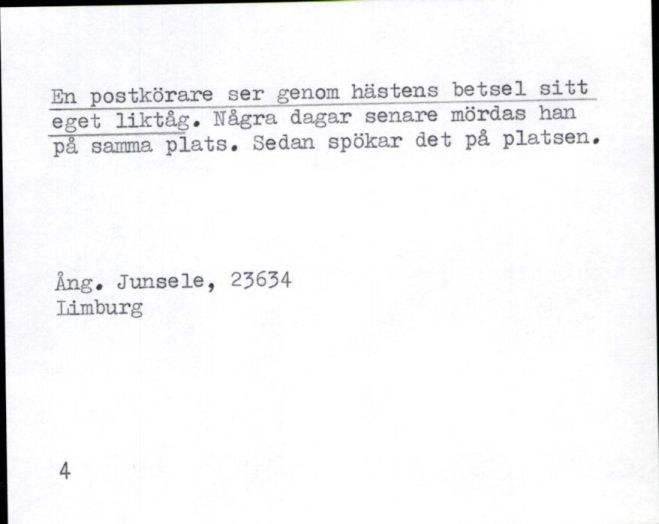 En postkörare ser genom hästens betsel sitt
eget liktåg. Några dagar senare mördas han
på samma plats. Sedan spökar det på platsen.
Ång. Junsele, 23634
Limburg
4